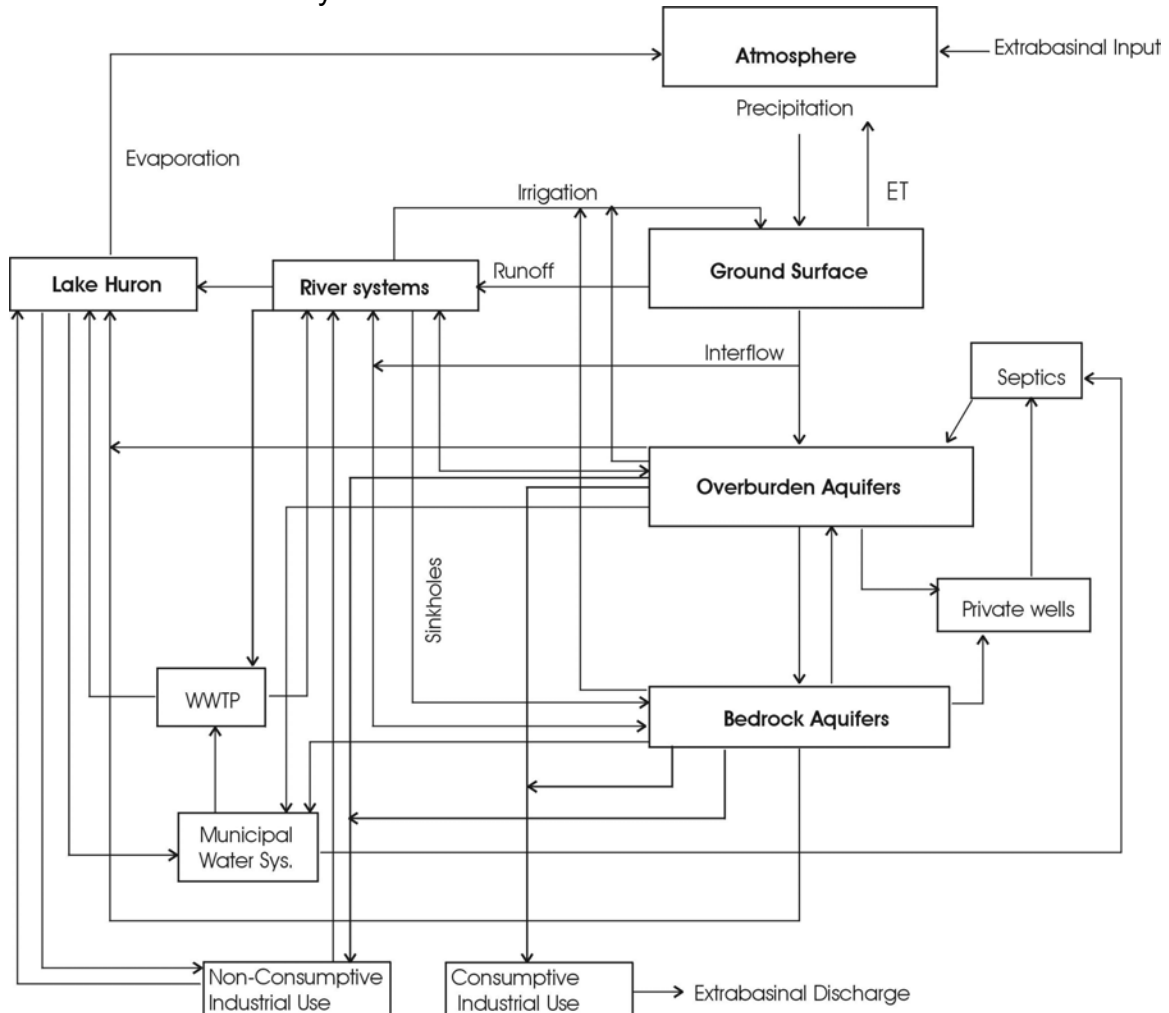 Atmosphere
Extrabasinal Input
Precipitation
Evaporation
Irrigation
ET
Lake Huron
River systems
Runoff
Ground Surface
Interflow
Septics
Overburden Aquifers
Sinkholes
Private wells
WWTP
Bedrock Aquifers
Municipal
Water Sys.
Non-Consumptive
Industrial Use
Consumptive
Industrial Use
Extrabasinal Discharge